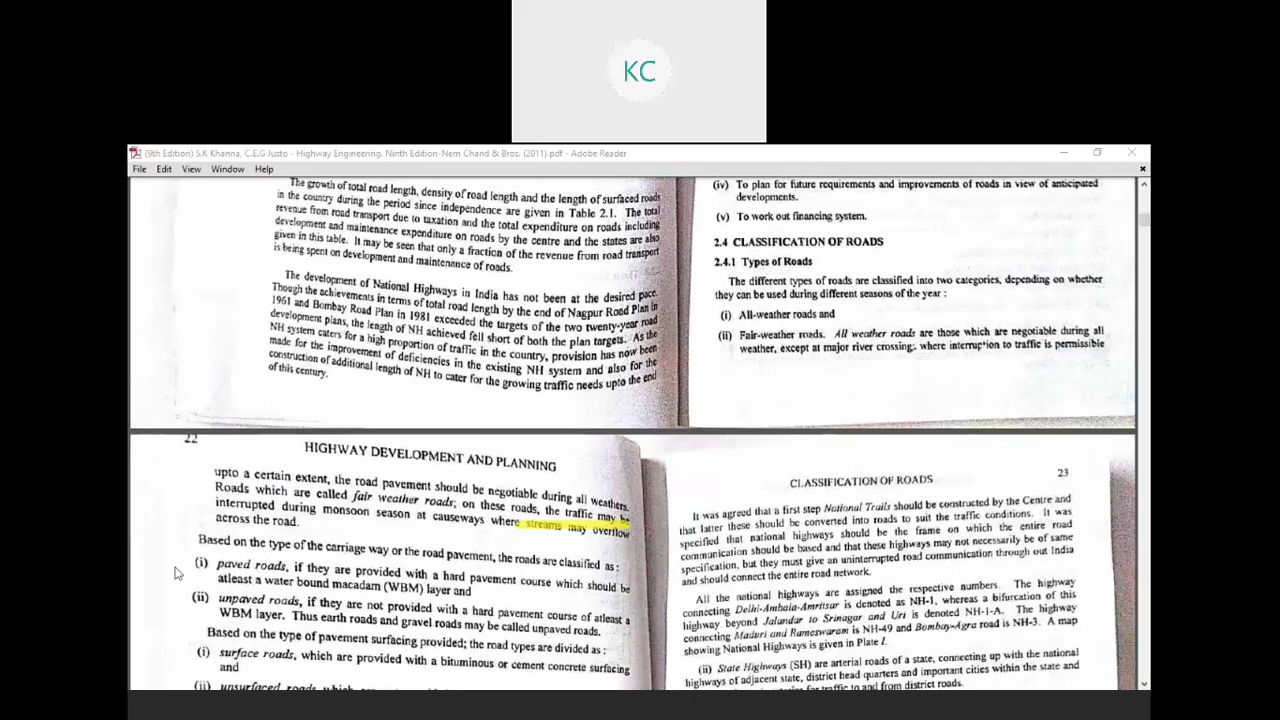 KC
(9th Edition) S.K Khanna, C.E.G Justo - Highway Engineering. Ninth Edition-Nem Chand & Bros. (2011).pdf - Adobe Reader
File Edit View Window Help
The growth of total road length, density of road length and the length of surfaced roads
in the country during the period since independence are given in Table 2.1. The total
revenue from road transport due to taxation and the total expenditure on roads including
development and maintenance expenditure on roads by the centre and the states are also
given in this table. It may be seen that only a fraction of the revenue from road transport
is being spent on development and maintenance of roads.
The development of National Highways in India has not been at the desired pace.
Though the achievements in terms of total road length by the end of Nagpur Road Plan in
1961 and Bombay Road Plan in 1981 exceeded the targets of the two twenty-year road
development plans, the length of NH achieved fell short of both the plan targets. As the
NH system caters for a high proportion of traffic in the country, provision has now been
made for the improvement of deficiencies in the existing NH system and also for the
construction of additional length of NH to cater for the growing traffic needs upto the end
of this century.
(iv) To plan for future requirements and improvements of roads in view of anticipated
developments.
(v) To work out financing system.
2.4 CLASSIFICATION OF ROADS
2.4.1 Types of Roads
The different types of roads are classified into two categories, depending on whether
they can be used during different seasons of the year :
(i) All-weather roads and
(ii) Fair-weather roads. All weather roads are those which are negotiable during all
weather, except at major river crossings where interruption to traffic is permissible
22
HIGHWAY DEVELOPMENT AND PLANNING
upto a certain extent, the road pavement should be negotiable during all weathers.
Roads which are called fair weather roads; on these roads, the traffic may be
interrupted during monsoon season at causeways where streams may overflow
across the road.
Based on the type of the carriage way or the road pavement, the roads are classified as :
(i) paved roads, if they are provided with a hard pavement course which should be
atleast a water bound macadam (WBM) layer and
(ii) unpaved roads, if they are not provided with a hard pavement course of atleast a
WBM layer. Thus earth roads and gravel roads may be called unpaved roads.
Based on the type of pavement surfacing provided; the road types are divided as :
(i) surface roads, which are provided with a bituminous or cement concrete surfacing
and
(ii) unsurfaced roads which are
23
CLASSIFICATION OF ROADS
It was agreed that a first step National Trails should be constructed by the Centre and
that latter these should be converted into roads to suit the traffic conditions. It was
specified that national highways should be the frame on which the entire road
communication should be based and that these highways may not necessarily be of same
specification, but they must give an uninterrupted road communication through out India
and should connect the entire road network.
All the national highways are assigned the respective numbers. The highway
connecting Delhi-Ambala-Amritsar is denoted as NH-1, whereas a bifurcation of this
highway beyond Jalandar to Srinagar and Uri is denoted NH-1-A. The highway
connecting Maduri and Rameswaram is NH-49 and Bombay-Agra road is NH-3. A map
showing National Highways is given in Plate I.
(ii) State Highways (SH) are arterial roads of a state, connecting up with the national
highways of adjacent state, district head quarters and important cities within the state and
for traffic to and from district roads.